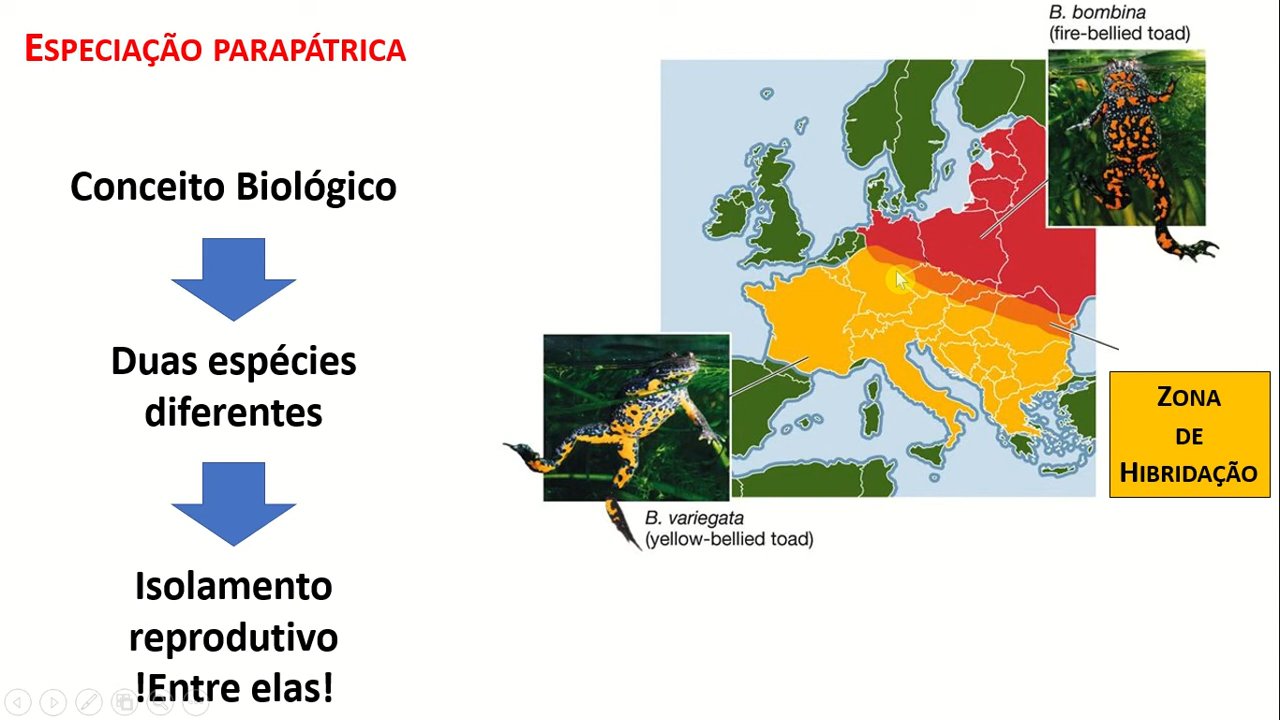 ESPECIAÇÃO PARAPÁTRICA
B. bombina
(fire-bellied toad)
Conceito Biológico
Duas espécies
diferentes
Isolamento
reprodutivo
!Entre elas!
ZONA
DE
HIBRIDAÇÃO
B. variegata
(yellow-bellied toad)